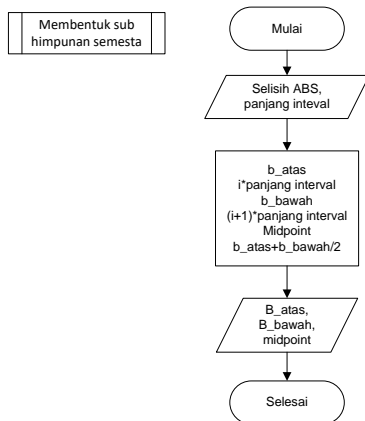 Membentuk sub
himpunan semesta
Mulai
Selisih ABS,
panjang inteval
b_atas
i*panjang interval
b_bawah
(i+1)*panjang interval
Midpoint
b_atas+b_bawah/2
B_atas,
B_bawah,
midpoint
Selesai